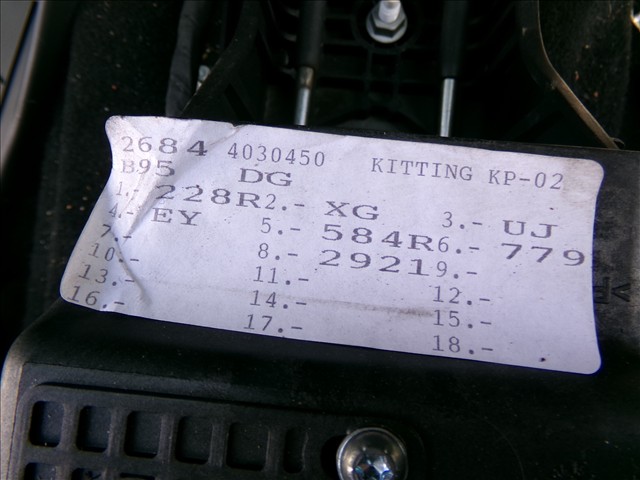 2684 4030450 KITTING KP-02
B95 DG
1.- 228R 2.- XG 3.- UJ
4.- EY 5.- 584R 6.- 779
7.- 8.- 2921 9.-
10.- 11.- 12.-
13.- 14.- 15.-
16.- 17.- 18.-